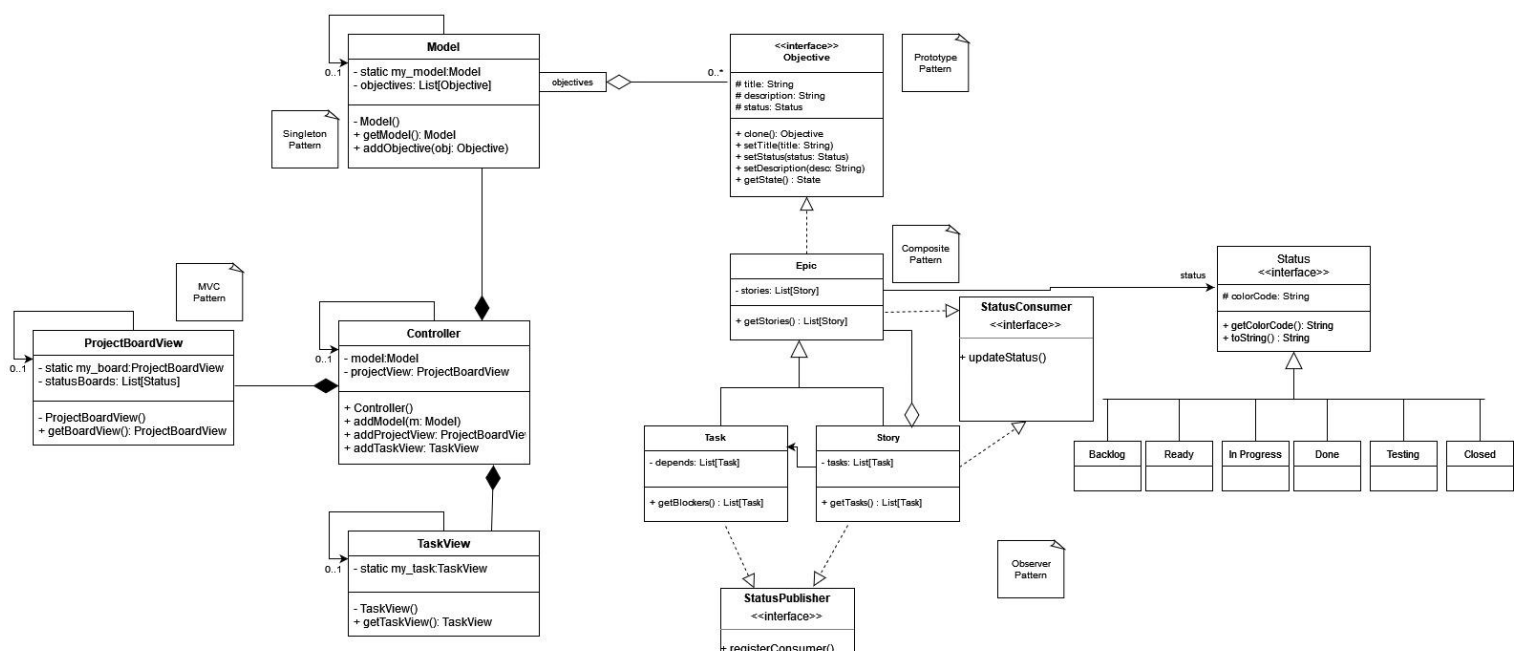 Model
- static my_model:Model
- objectives: List[Objective]
- Model()
+ getModel(): Model
+ addObjective(obj: Objective)
0..1
objectives
0..*
<<interface>>
Objective
# title: String
# description: String
# status: Status
+ clone(): Objective
+ setTitle(title: String)
+ setStatus(status: Status)
+ setDescription(desc: String)
+ getState() : State
Prototype
Pattern
Singleton
Pattern
Composite
Pattern
MVC
Pattern
Epic
- stories: List[Story]
+ getStories() : List[Story]
status
Status
<<interface>>
# colorCode: String
+ getColorCode(): String
+ toString() : String
StatusConsumer
<<interface>>
+ updateStatus()
ProjectBoardView
- static my_board:ProjectBoardView
- statusBoards: List[Status]
- ProjectBoardView()
+ getBoardView(): ProjectBoardView
0..1
Controller
- model:Model
- projectView: ProjectBoardView
+ Controller()
+ addModel(m: Model)
+ addProjectView: ProjectBoardVie
+ addTaskView: TaskView
0..1
Task
- depends: List[Task]
+ getBlockers() : List[Task]
Story
- tasks: List[Task]
+ getTasks() : List[Task]
Backlog
Ready
In Progress
Done
Testing
Closed
TaskView
- static my_task:TaskView
- TaskView()
+ getTaskView(): TaskView
0..1
Observer
Pattern
StatusPublisher
<<interface>>
+ registerConsumer()